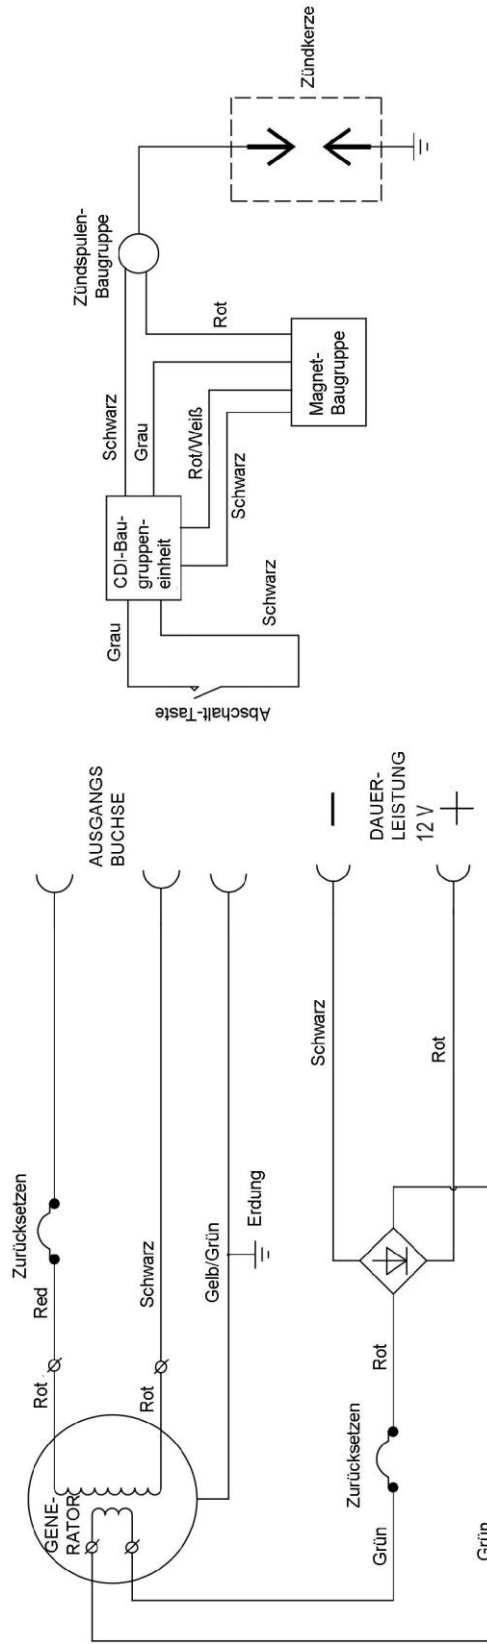 Zündspulen-
Baugruppe
Zündkerze
Schwarz
Grau
Rot
Rot/Weiß
Schwarz
CDI-Bau-
gruppen-
einheit
Magnet-
Baugruppe
Grau
Schwarz
Abschalt-Taste
AUSGANGS
BUCHSE
Zurücksetzen
Red
Rot
Schwarz
Rot
Gelb/Grün
Erdung
GENE-
RATOR
DAUER-
LEISTUNG
12 V
Schwarz
Rot
Rot
Zurücksetzen
Grün
Grün